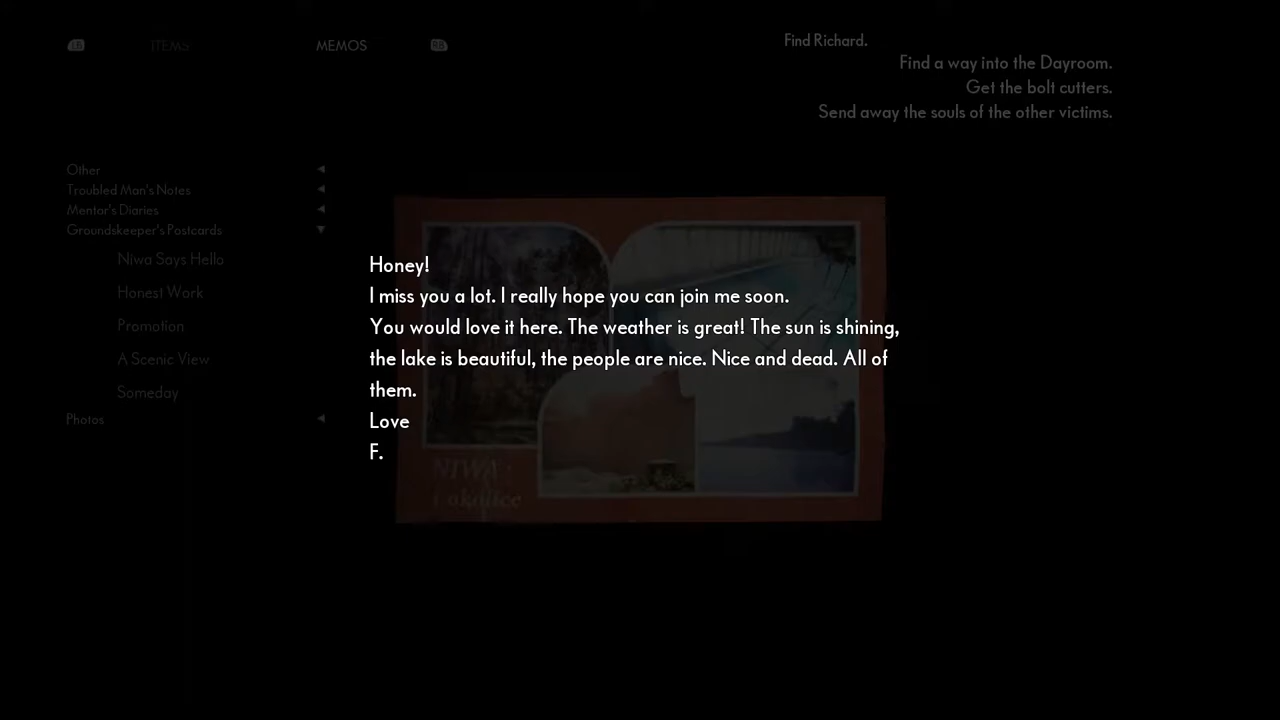 LB
ITEMS
MEMOS
RB
Find Richard.
Find a way into the Dayroom.
Get the bolt cutters.
Send away the souls of the other victims.
Other
Troubled Man's Notes
Mentor's Diaries
Groundskeeper's Postcards
Niwa Says Hello
Honest Work
Promotion
A Scenic View
Someday
Photos
Honey!
I miss you a lot. I really hope you can join me soon.
You would love it here. The weather is great! The sun is shining,
the lake is beautiful, the people are nice. Nice and dead. All of
them.
Love
F.
NIWA
i okolice